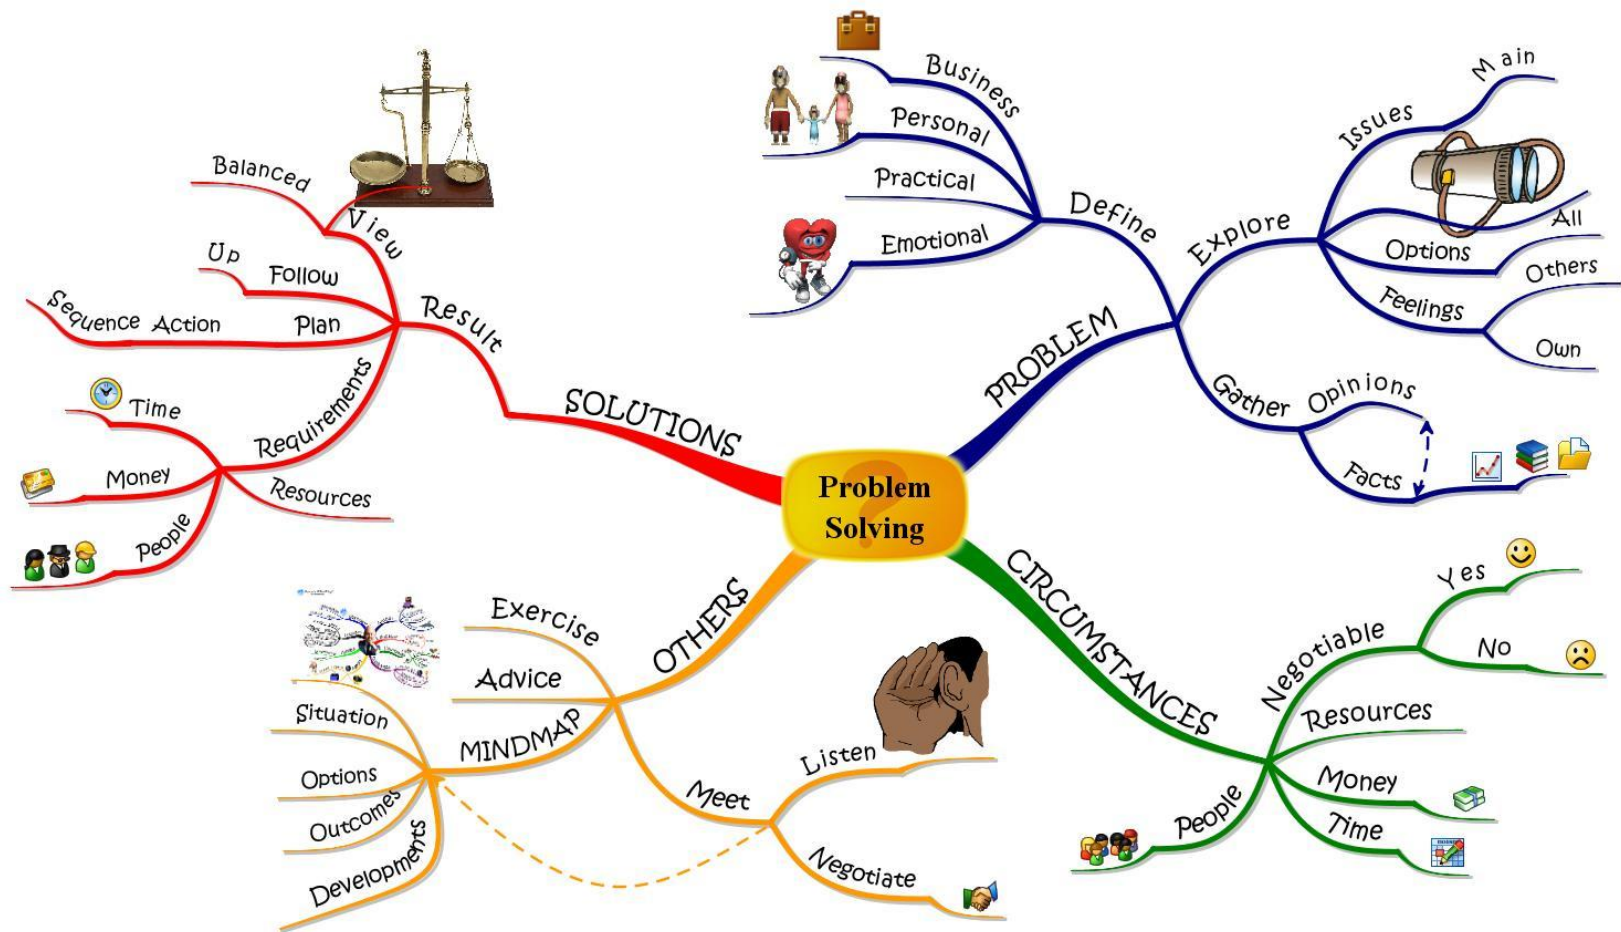 Problem
Solving
PROBLEM
Define
Business
Personal
Practical
Emotional
Explore
Issues
Main
Options
All
Feelings
Others
Own
Gather
Opinions
Facts
CIRCUMSTANCES
Negotiable
Yes
No
Resources
Money
Time
People
OTHERS
Exercise
Advice
MINDMAP
Situation
Options
Outcomes
Developments
Meet
Listen
Negotiate
SOLUTIONS
Result
View
Balanced
Follow
Up
Plan
Action
Sequence
Requirements
Time
Money
People
Resources